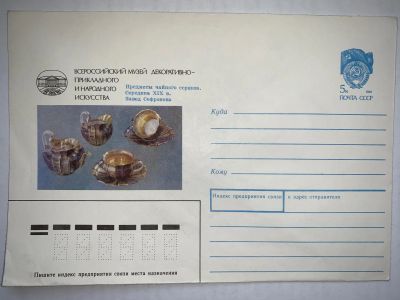 ВСЕРОССИЙСКИЙ МУЗЕЙ ДЕКОРАТИВНО-
ПРИКЛАДНОГО
И НАРОДНОГО
ИСКУССТВА
Предметы чайного сервиза.
Середина XIX в.
Завод Сафронова
5к
ПОЧТА СССР
Куда
Кому
Индекс предприятия связи и адрес отправителя
Пишите индекс предприятия связи места назначения